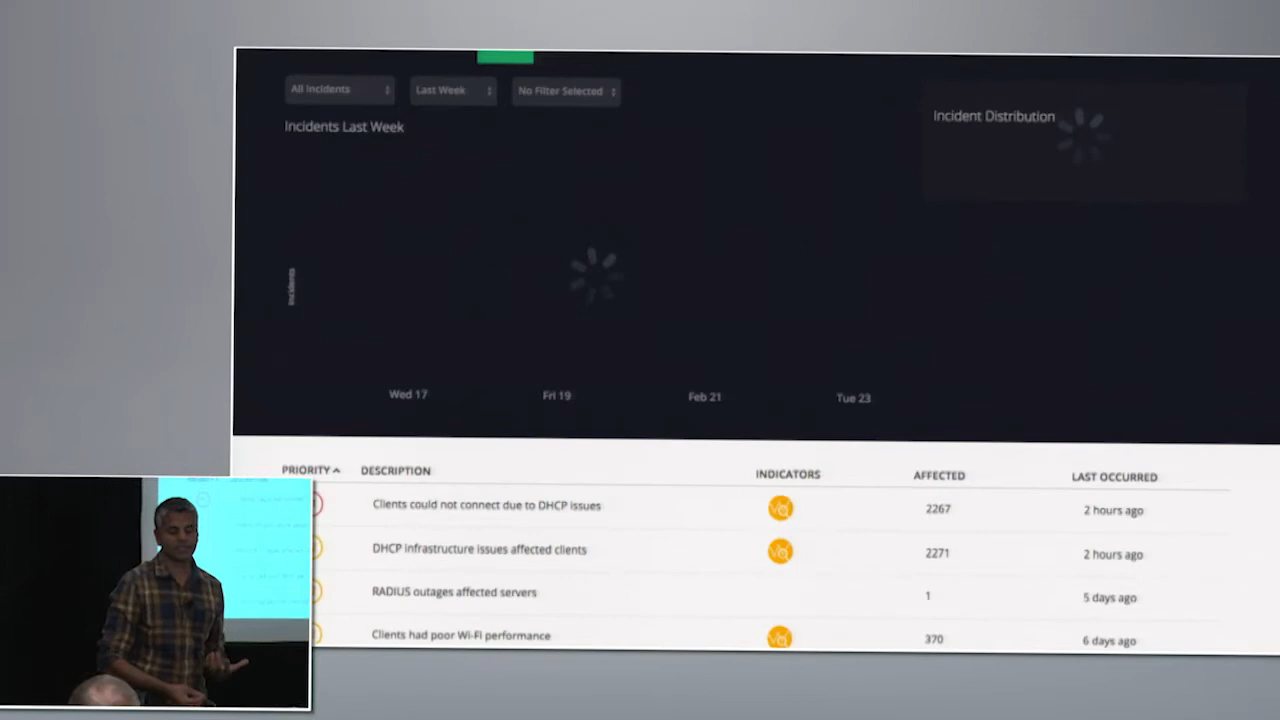 All Incidents Last Week No Filter Selected
Incidents Last Week
Incident Distribution
Incidents
Wed 17 Fri 19 Feb 21 Tue 23
PRIORITY DESCRIPTION INDICATORS AFFECTED LAST OCCURRED
Clients could not connect due to DHCP issues 2267 2 hours ago
DHCP infrastructure issues affected clients 2271 2 hours ago
RADIUS outages affected servers 1 5 days ago
Clients had poor Wi-Fi performance 370 6 days ago